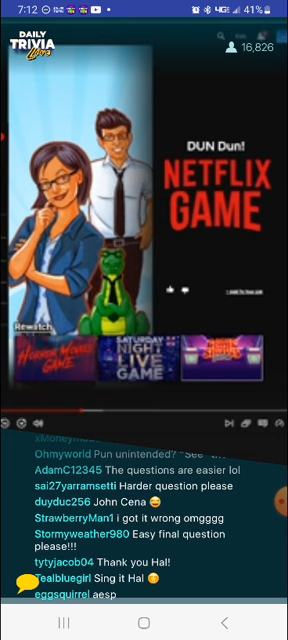 7:12
4G
41%
DAILY
TRIVIA
16,826
DUN Dun!
NETFLIX
GAME
Rewatch
HORROR MOVIES
GAME
SATURDAY
NIGHT
LIVE
GAME
Ohmyworld Pun unintended?
AdamC12345 The questions are easier lol
sai27yarramsetti Harder question please
duyduc256 John Cena 😅
StrawberryMan1 i got it wrong omgggg
Stormyweather980 Easy final question
please!!!
tytyjacob04 Thank you Hal!
Tealbluegirl Sing it Hal 😊
eggsquirrel aesp